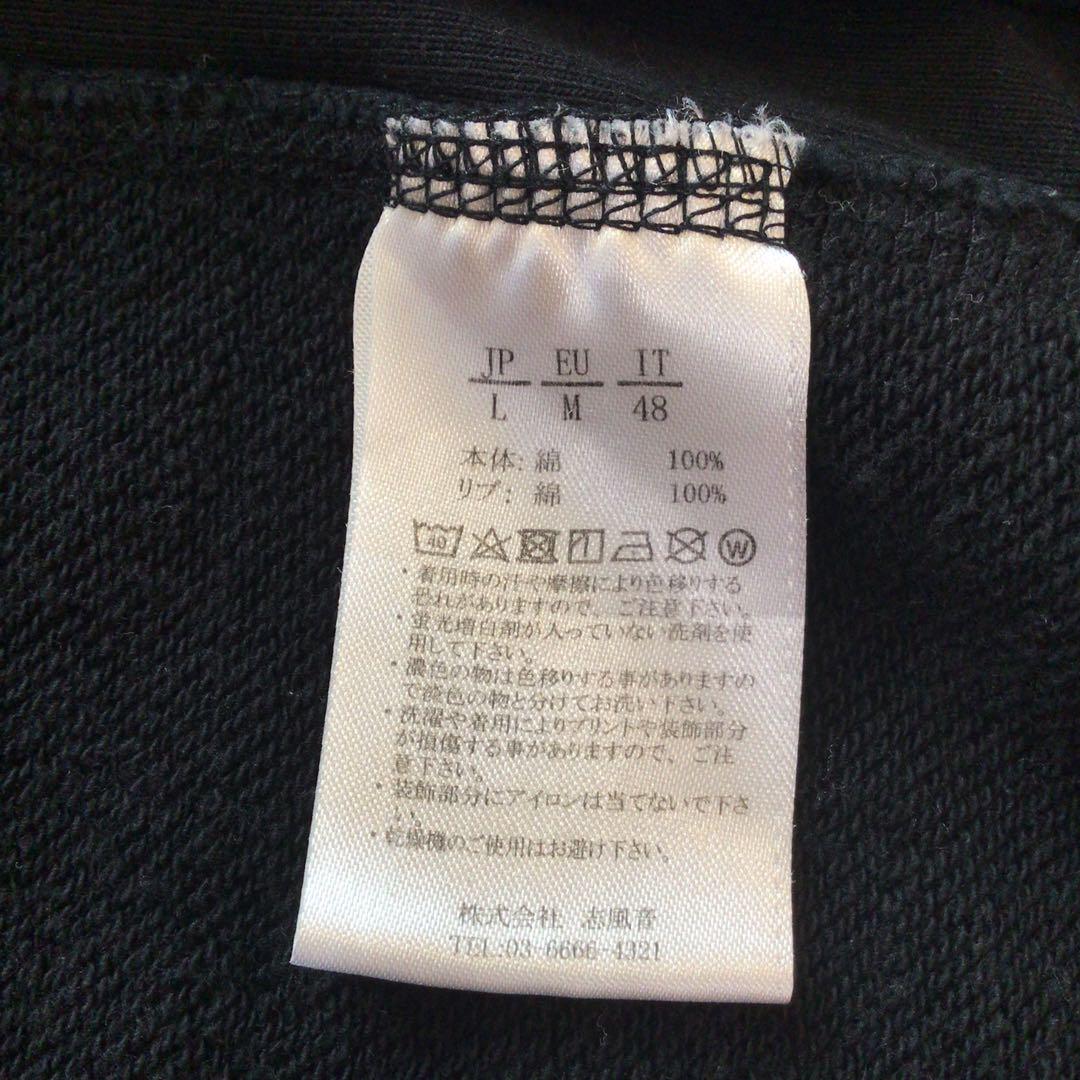 JP EU IT
L M 48
本体: 綿 100%
リブ: 綿 100%
40 W
・着用時の汗や摩擦により色移りする
恐れがありますので、ご注意下さい。
・蛍光増白剤が入っていない洗剤を使
用して下さい。
・濃色の物は色移りする事がありますの
で淡色の物と分けてお洗い下さい。
・洗濯や着用によりプリントや装飾部分
が損傷する事がありますので、ご注
意下さい。
・装飾部分にアイロンは当てないで下さ
い。
・乾燥機のご使用はお避け下さい。
株式会社 志風音
TEL:03-6666-4321